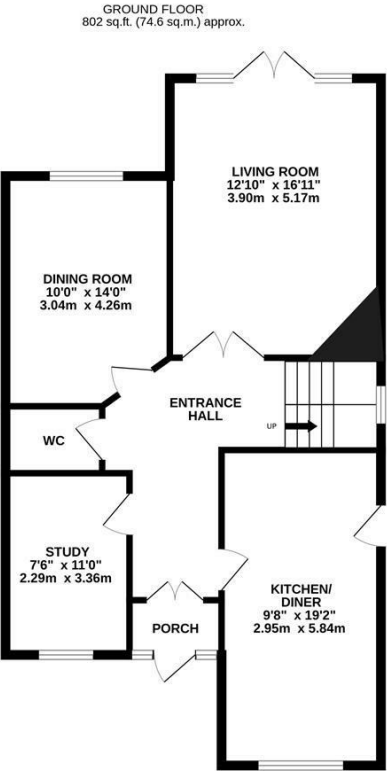 GROUND FLOOR
802 sq.ft. (74.6 sq.m.) approx.
LIVING ROOM
12'10" x 16'11"
3.90m x 5.17m
DINING ROOM
10'0" x 14'0"
3.04m x 4.26m
ENTRANCE
HALL
UP
WC
STUDY
7'6" x 11'0"
2.29m x 3.36m
KITCHEN/
DINER
9'8" x 19'2"
2.95m x 5.84m
PORCH